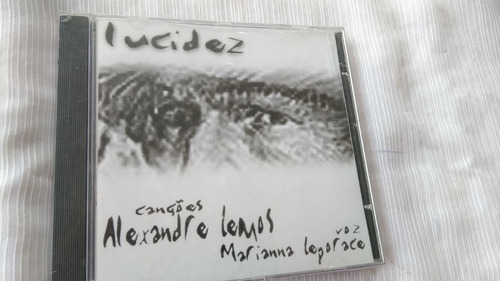 lucidez
canções
Alexandre Lemos
voz
Marianna Leporace